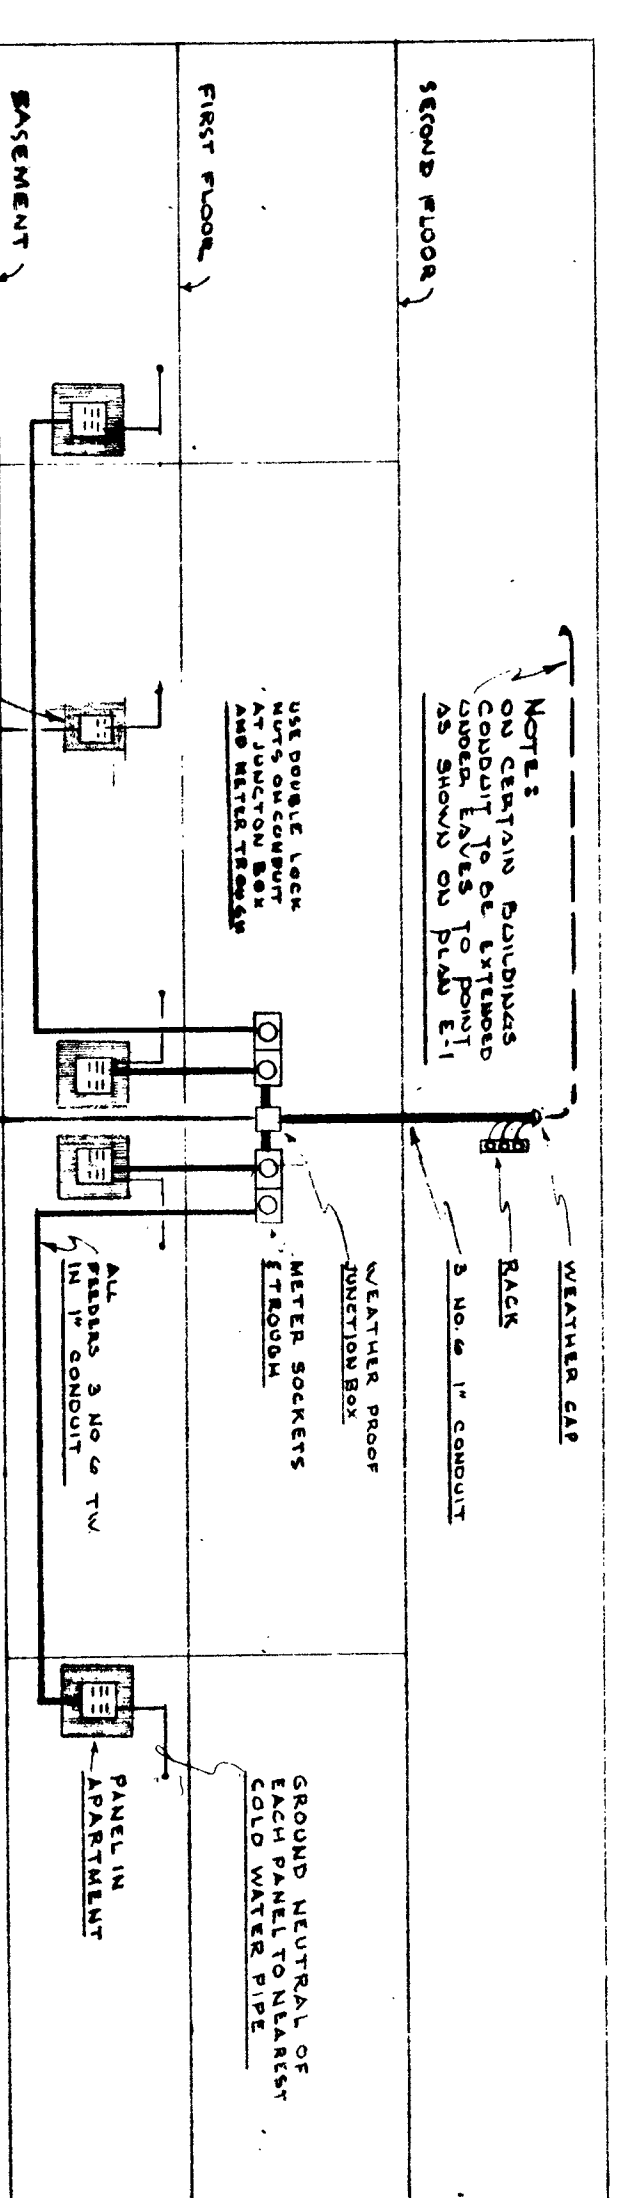 SECOND FLOOR
FIRST FLOOR
BASEMENT
NOTE:
ON CERTAIN BUILDINGS
CONDUIT TO BE EXTENDED
UNDER EAVES TO POINT
AS SHOWN ON PLAN E-1
USE DOUBLE LOCK
NUTS ON CONDUIT
AT JUNCTON BOX
AND METER TROUGH
WEATHER CAP
RACK
3 NO. 6 1" CONDUIT
WEATHER PROOF
JUNCTION BOX
METER SOCKETS
& TROUGH
ALL
FEEDERS 3 NO 6 TW
IN 1" CONDUIT
GROUND NEUTRAL OF
EACH PANEL TO NEAREST
COLD WATER PIPE
PANEL IN
APARTMENT